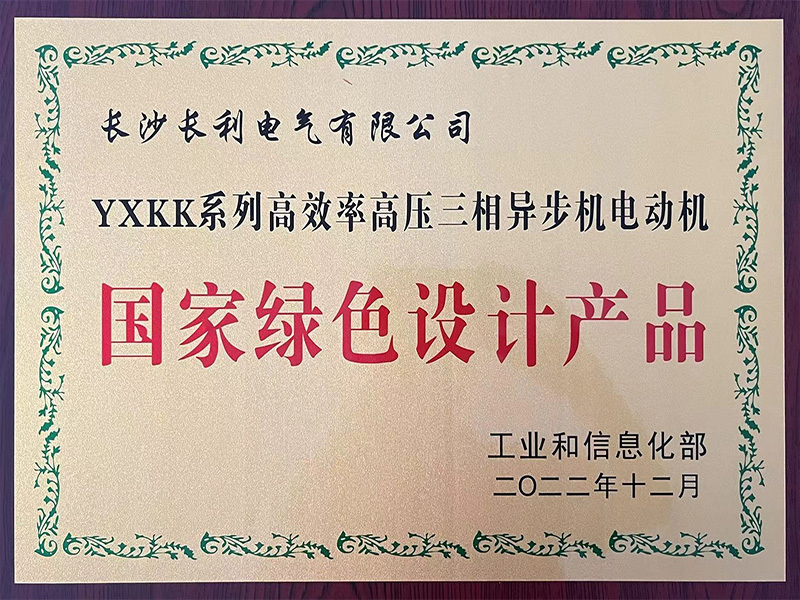 长沙长利电气有限公司
YXKK系列高效率高压三相异步机电动机
国家绿色设计产品
工业和信息化部
二〇二二年十二月